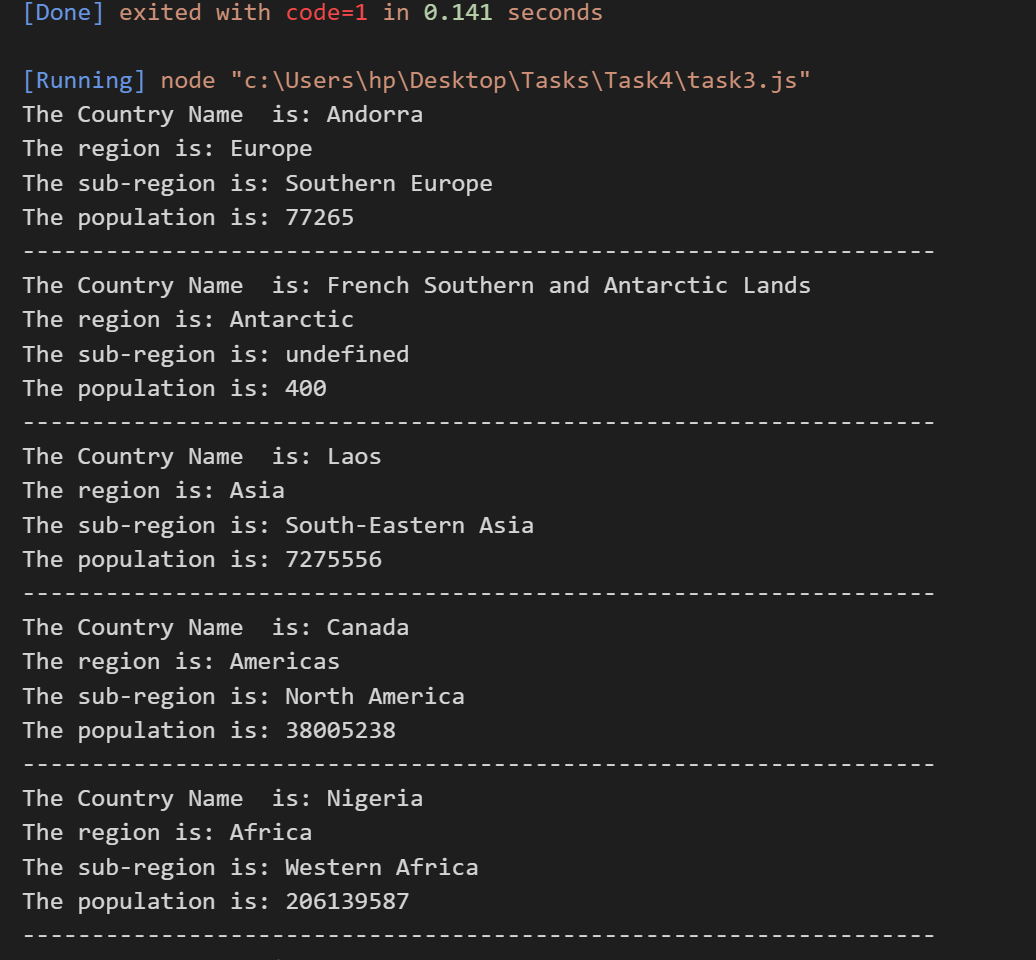 [Done] exited with code=1 in 0.141 seconds
[Running] node "c:\Users\hp\Desktop\Tasks\Task4\task3.js"
The Country Name  is: Andorra
The region is: Europe
The sub-region is: Southern Europe
The population is: 77265
------------------------------------------------------------------
The Country Name  is: French Southern and Antarctic Lands
The region is: Antarctic
The sub-region is: undefined
The population is: 400
------------------------------------------------------------------
The Country Name  is: Laos
The region is: Asia
The sub-region is: South-Eastern Asia
The population is: 7275556
------------------------------------------------------------------
The Country Name  is: Canada
The region is: Americas
The sub-region is: North America
The population is: 38005238
------------------------------------------------------------------
The Country Name  is: Nigeria
The region is: Africa
The sub-region is: Western Africa
The population is: 206139587
------------------------------------------------------------------